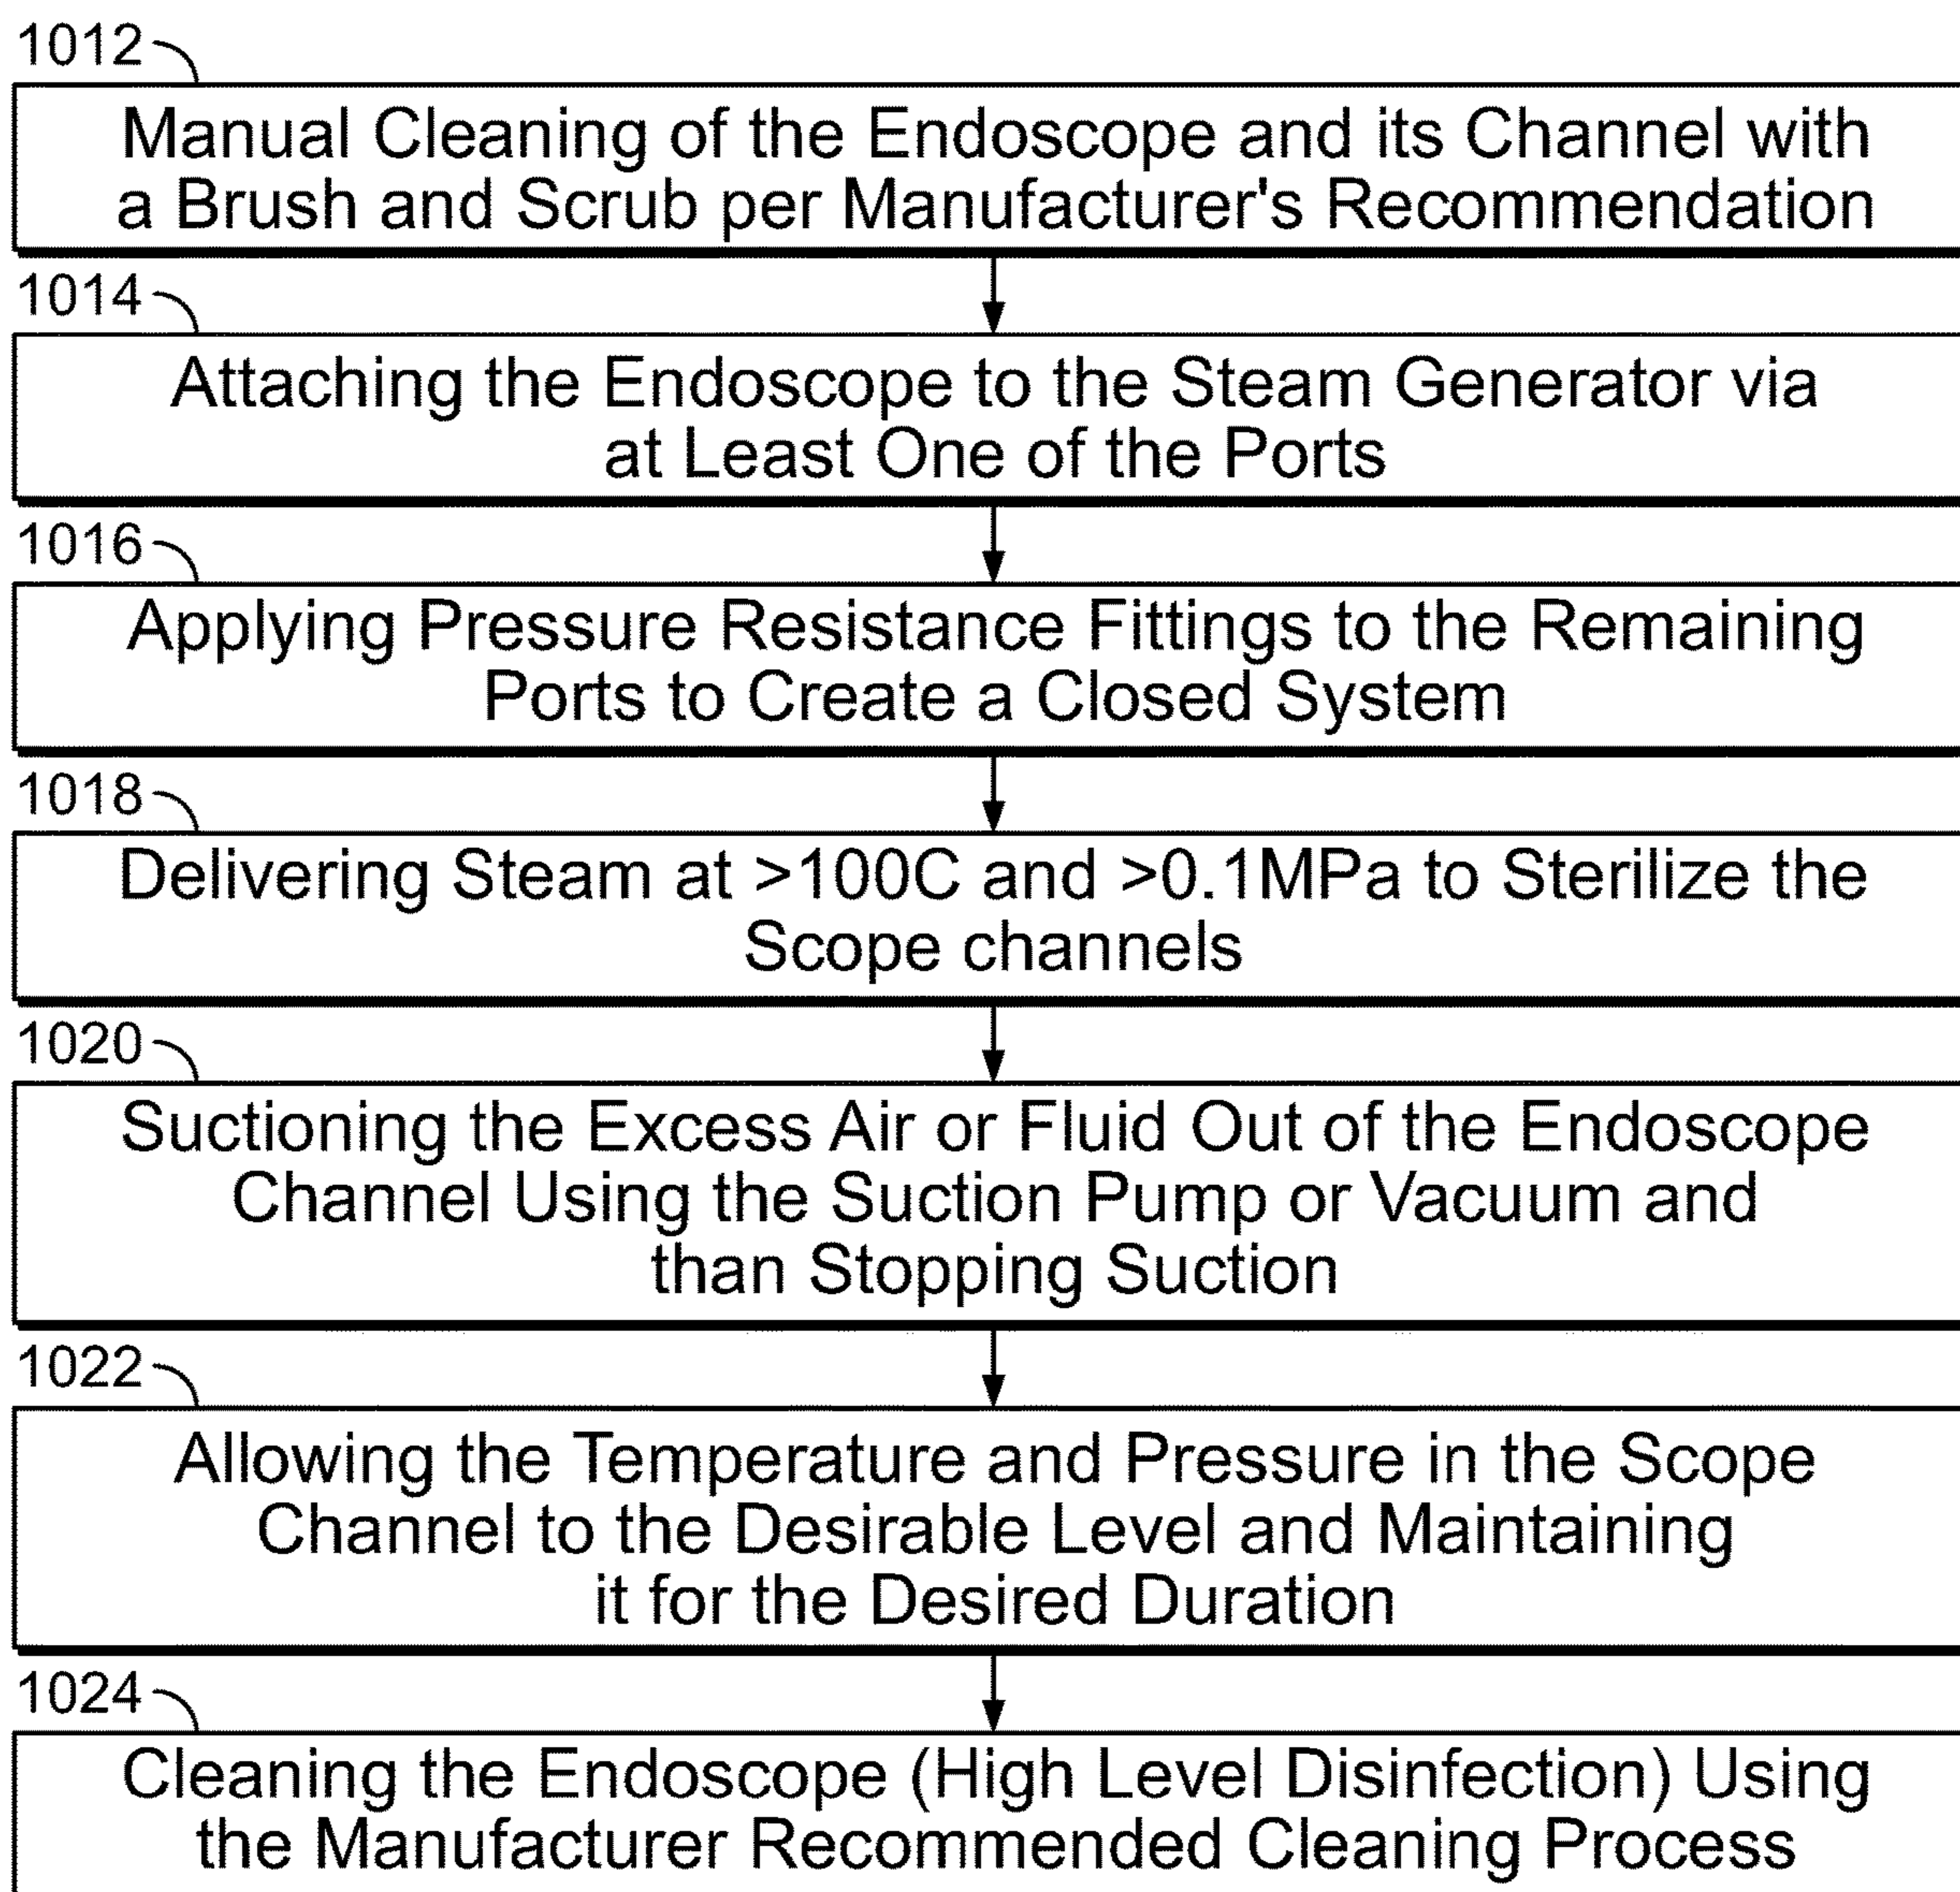 1012
Manual Cleaning of the Endoscope and its Channel with
a Brush and Scrub per Manufacturer's Recommendation
1014
Attaching the Endoscope to the Steam Generator via
at Least One of the Ports
1016
Applying Pressure Resistance Fittings to the Remaining
Ports to Create a Closed System
1018
Delivering Steam at >100C and >0.1MPa to Sterilize the
Scope channels
1020
Suctioning the Excess Air or Fluid Out of the Endoscope
Channel Using the Suction Pump or Vacuum and
than Stopping Suction
1022
Allowing the Temperature and Pressure in the Scope
Channel to the Desirable Level and Maintaining
it for the Desired Duration
1024
Cleaning the Endoscope (High Level Disinfection) Using
the Manufacturer Recommended Cleaning Process